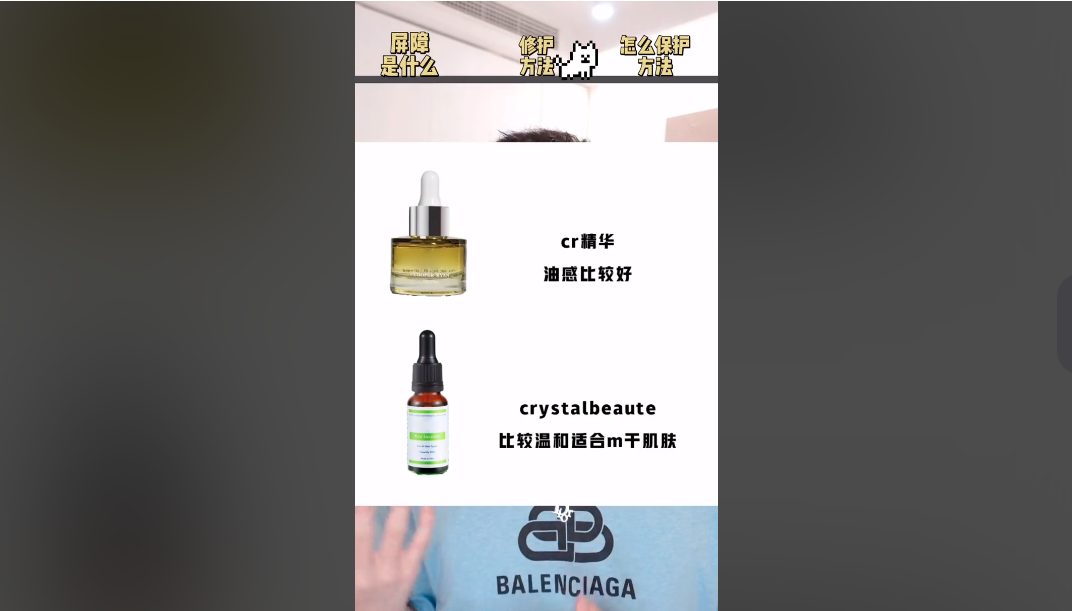 屏障
是什么
修护
方法
怎么保护
方法
cr精华
油感比较好
crystalbeaute
比较温和适合m干肌肤
BALENCIAGA